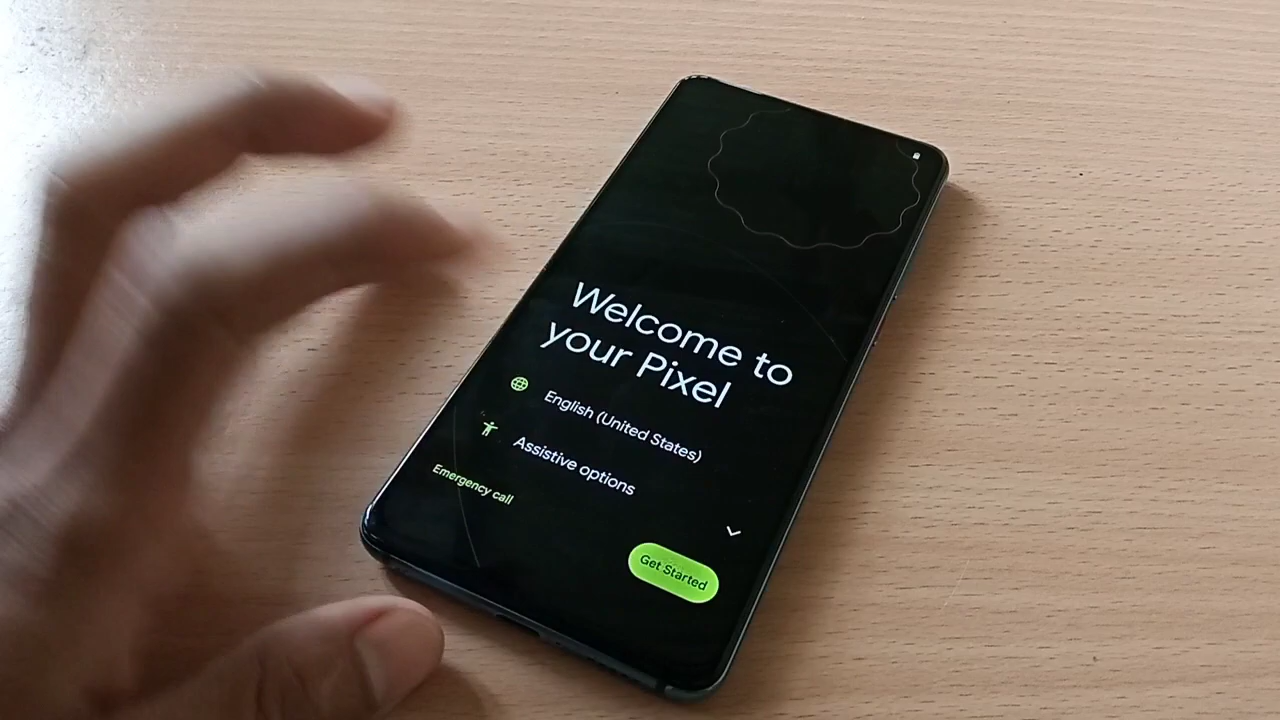 Welcome to
your Pixel
English (United States)
Assistive options
Emergency call
Get Started